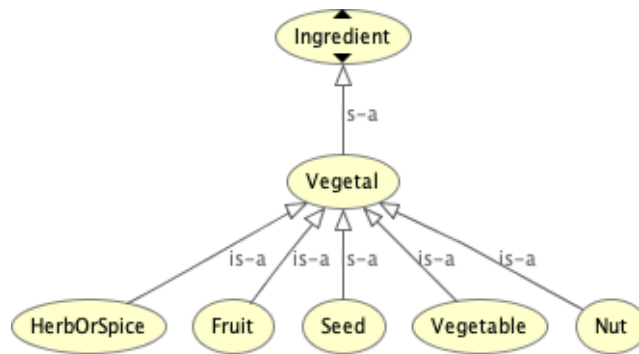 Ingredient
s-a
Vegetal
is-a is-a s-a is-a is-a
HerbOrSpice Fruit Seed Vegetable Nut